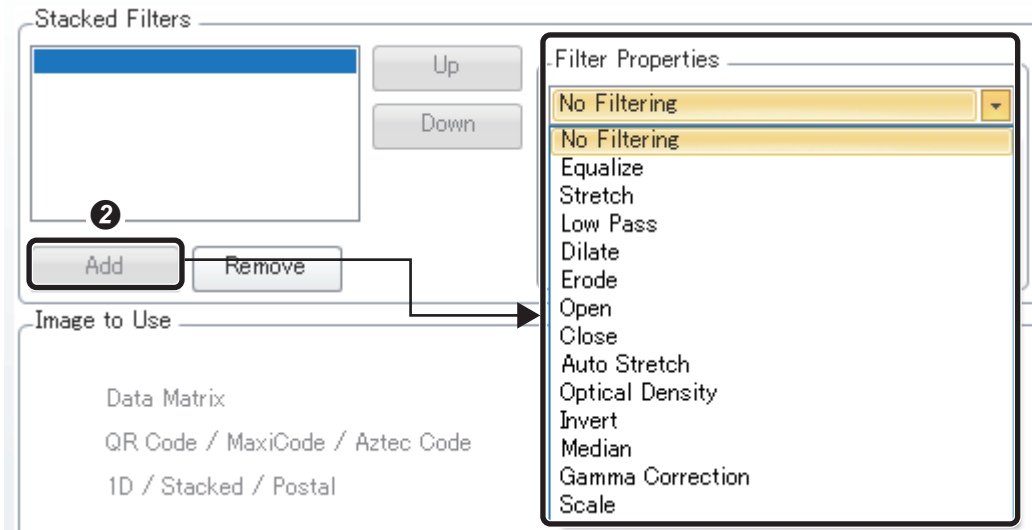 Stacked Filters
Up
Down
2
Add
Remove
Filter Properties
No Filtering
No Filtering
Equalize
Stretch
Low Pass
Dilate
Erode
Open
Close
Auto Stretch
Optical Density
Invert
Median
Gamma Correction
Scale
Image to Use
Data Matrix
QR Code / MaxiCode / Aztec Code
1D / Stacked / Postal